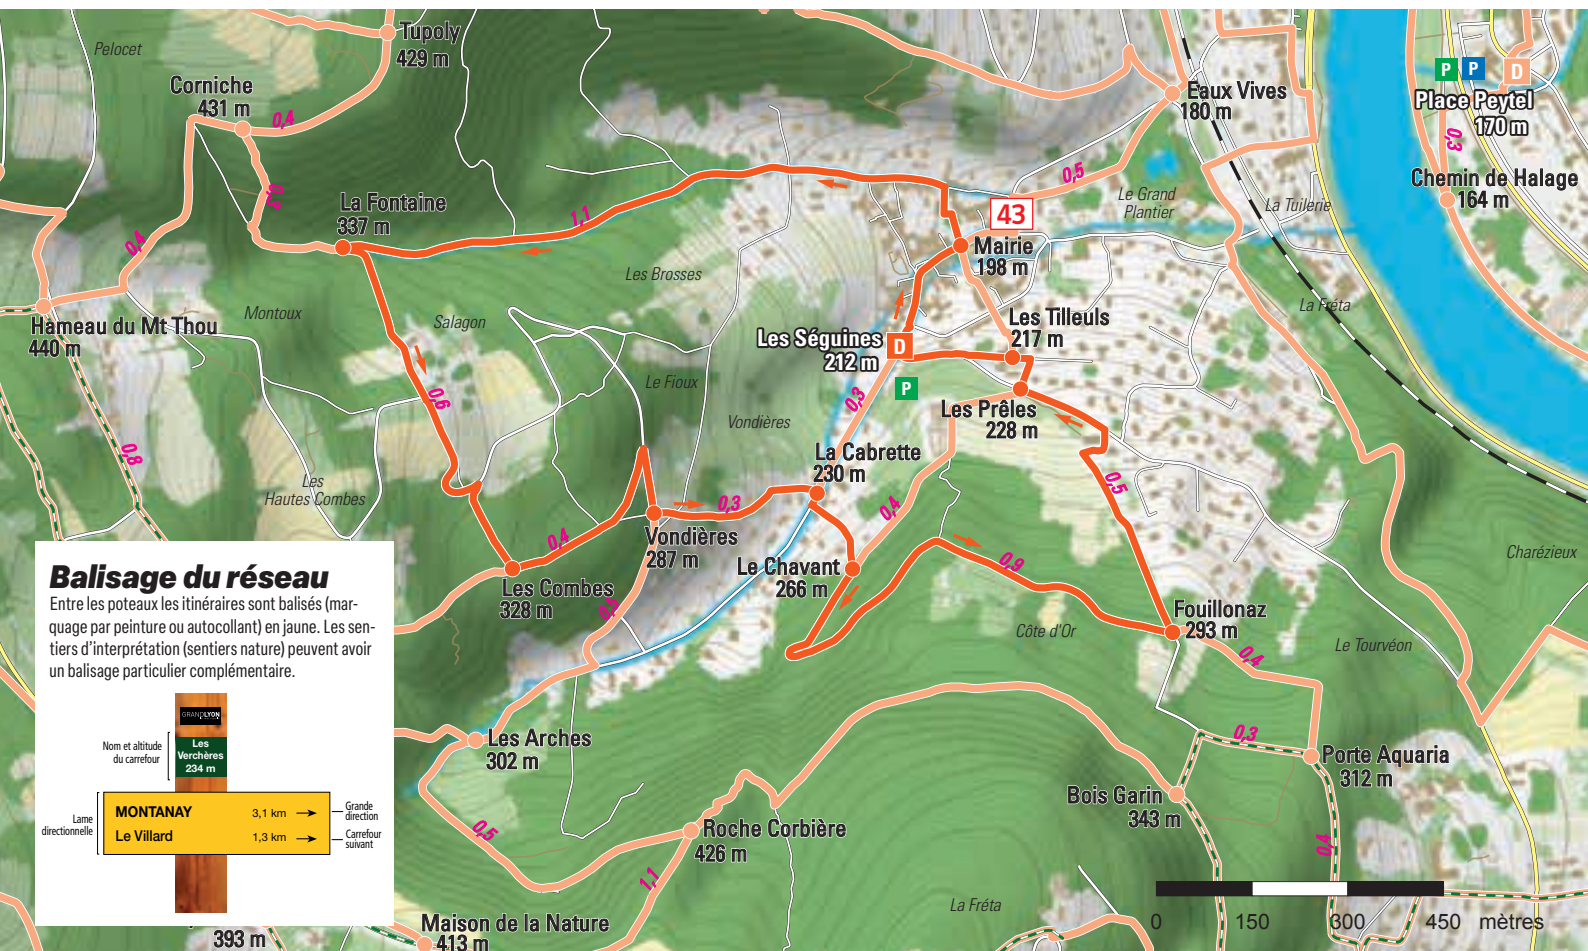 Pelocet
Tupoly
429 m
Corniche
431 m
0,4
0,3
La Fontaine
337 m
0,4
1,1
Eaux Vives
180 m
P P D
Place Peytel
170 m
0,3
Chemin de Halage
164 m
0,5
Le Grand
Plantier
La Tuilerie
43
Mairie
198 m
Les Brosses
Montoux
Salagon
Hameau du Mt Thou
440 m
La Fréta
Les Tilleuls
217 m
Les Séguines
212 m
D
P
0,6
Le Fioux
0,3
Vondières
Les Prêles
228 m
0,8
Les
Hautes Combes
La Cabrette
230 m
0,5
0,3
0,4
Vondières
287 m
0,4
Le Chavant
266 m
0,9
Charézieux
Les Combes
328 m
0,5
Fouillonaz
293 m
Côte d'Or
0,4
Le Tourvéon
Balisage du réseau
Entre les poteaux les itinéraires sont balisés (mar-
quage par peinture ou autocollant) en jaune. Les sen-
tiers d'interprétation (sentiers nature) peuvent avoir
un balisage particulier complémentaire.
GRANDLYON
Nom et altitude
du carrefour
Les
Verchères
234 m
Lame
directionnelle
MONTANAY 3,1 km
Le Villard 1,3 km
Grande
direction
Carrefour
suivant
Les Arches
302 m
0,3
Porte Aquaria
312 m
Bois Garin
343 m
0,5
Roche Corbière
426 m
0,4
1,1
La Fréta
Maison de la Nature
413 m
393 m
0 150 300 450 mètres